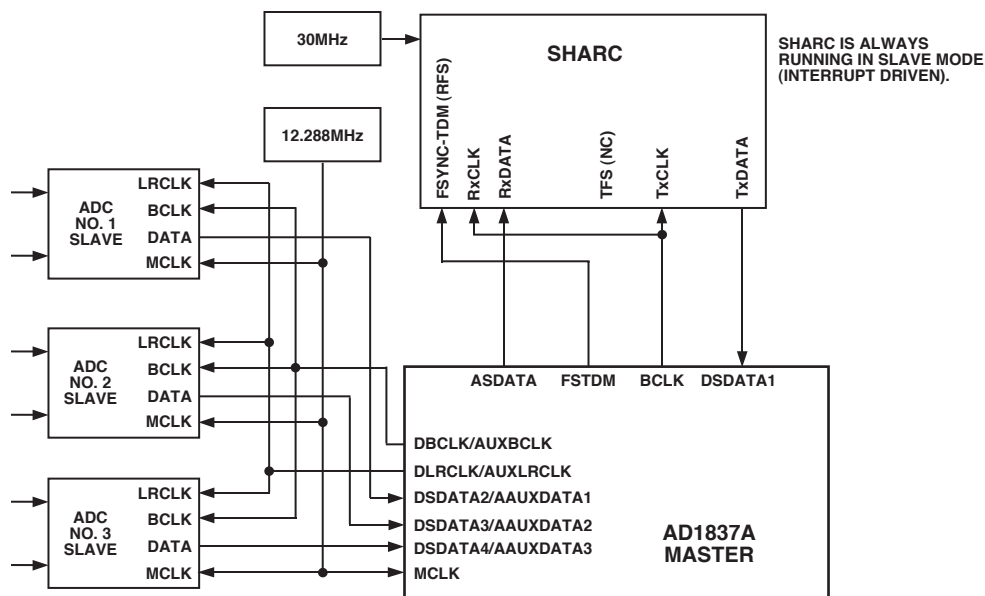 30MHz
SHARC
SHARC IS ALWAYS
RUNNING IN SLAVE MODE
(INTERRUPT DRIVEN).
12.288MHz
FSYNC-TDM (RFS)
RxCLK
RxDATA
TFS (NC)
TxCLK
TxDATA
ADC
NO. 1
SLAVE
LRCLK
BCLK
DATA
MCLK
ADC
NO. 2
SLAVE
LRCLK
BCLK
DATA
MCLK
ADC
NO. 3
SLAVE
LRCLK
BCLK
DATA
MCLK
ASDATA FSTDM BCLK DSDATA1
DBCLK/AUXBCLK
DLRCLK/AUXLRCLK
DSDATA2/AAUXDATA1
DSDATA3/AAUXDATA2
DSDATA4/AAUXDATA3
MCLK
AD1837A
MASTER